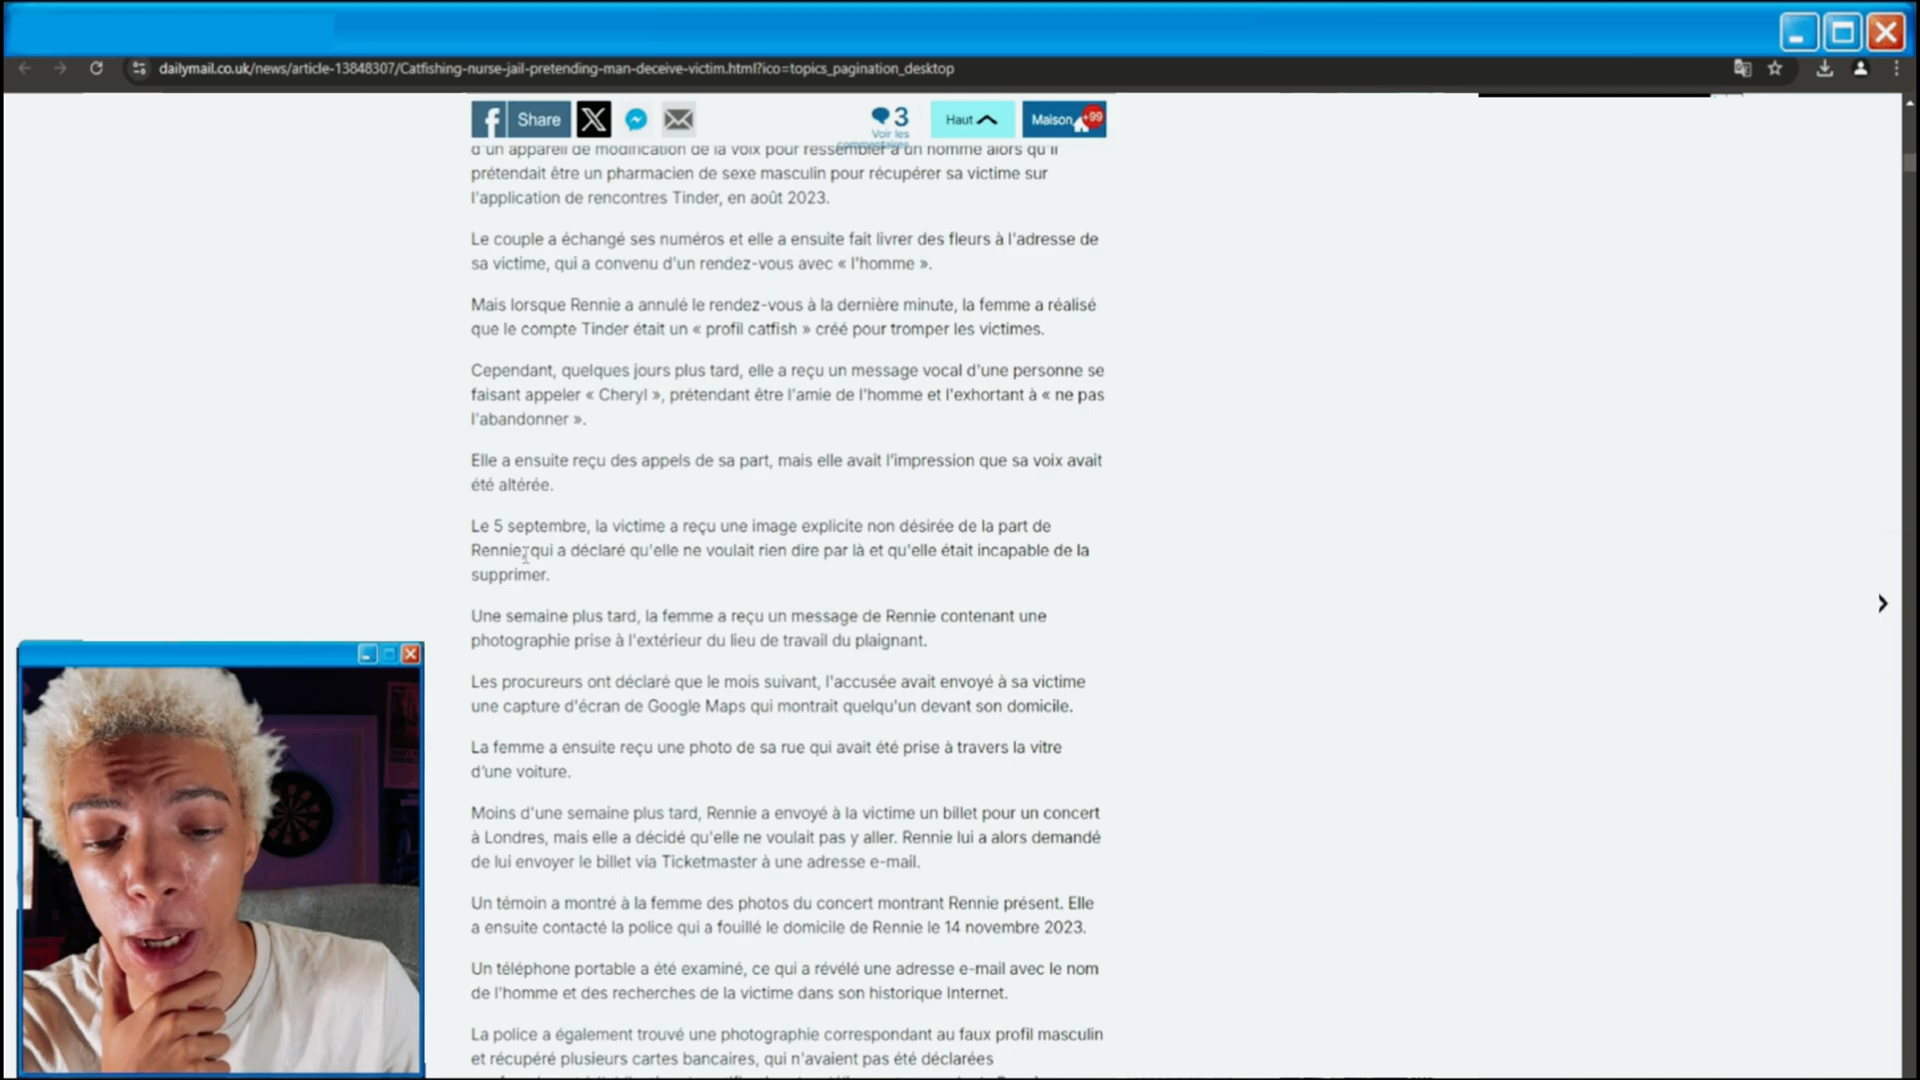 dailymail.co.uk/news/article-13848307/Catfishing-nurse-jail-pretending-man-deceive-victim.html?ico=topics_pagination_desktop
Share
3
Voir les
commentaires
Haut
Maison
+99
d'un appareil de modification de la voix pour ressembler à un homme alors qu'il
prétendait être un pharmacien de sexe masculin pour récupérer sa victime sur
l'application de rencontres Tinder, en août 2023.
Le couple a échangé ses numéros et elle a ensuite fait livrer des fleurs à l'adresse de
sa victime, qui a convenu d'un rendez-vous avec « l'homme ».
Mais lorsque Rennie a annulé le rendez-vous à la dernière minute, la femme a réalisé
que le compte Tinder était un « profil catfish » créé pour tromper les victimes.
Cependant, quelques jours plus tard, elle a reçu un message vocal d'une personne se
faisant appeler « Cheryl », prétendant être l'amie de l'homme et l'exhortant à « ne pas
l'abandonner ».
Elle a ensuite reçu des appels de sa part, mais elle avait l'impression que sa voix avait
été altérée.
Le 5 septembre, la victime a reçu une image explicite non désirée de la part de
Rennie, qui a déclaré qu'elle ne voulait rien dire par là et qu'elle était incapable de la
supprimer.
Une semaine plus tard, la femme a reçu un message de Rennie contenant une
photographie prise à l'extérieur du lieu de travail du plaignant.
Les procureurs ont déclaré que le mois suivant, l'accusée avait envoyé à sa victime
une capture d'écran de Google Maps qui montrait quelqu'un devant son domicile.
La femme a ensuite reçu une photo de sa rue qui avait été prise à travers la vitre
d'une voiture.
Moins d'une semaine plus tard, Rennie a envoyé à la victime un billet pour un concert
à Londres, mais elle a décidé qu'elle ne voulait pas y aller. Rennie lui a alors demandé
de lui envoyer le billet via Ticketmaster à une adresse e-mail.
Un témoin a montré à la femme des photos du concert montrant Rennie présent. Elle
a ensuite contacté la police qui a fouillé le domicile de Rennie le 14 novembre 2023.
Un téléphone portable a été examiné, ce qui a révélé une adresse e-mail avec le nom
de l'homme et des recherches de la victime dans son historique Internet.
La police a également trouvé une photographie correspondant au faux profil masculin
et récupéré plusieurs cartes bancaires, qui n'avaient pas été déclarées